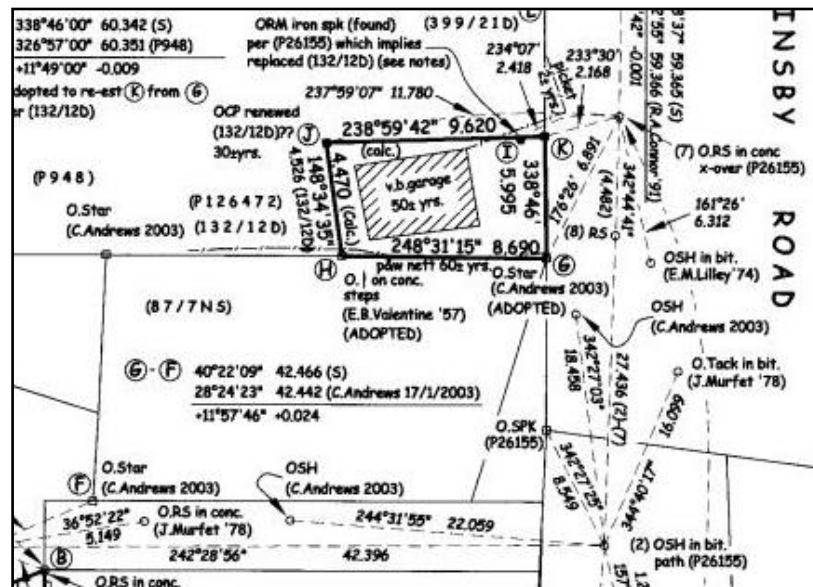 338°46'00" 60.342 (S)
326°57'00" 60.351 (P948)
+11°49'00" -0.009
dopted to re-est K from G
(132/12D)
ORM iron spk (found)
per (P26155) which implies
replaced (132/12D) (see notes)
(399/21D)
234°07'
2.418
picket
2± yrs.
233°30'
2.168
-0.001
59.366 (R.J.Connor'91)
59.365 (S)
INSBY ROAD
237°59'07" 11.780
OCP renewed
(132/12D)??
30±yrs.
J
238°59'42" 9.620
(calc.)
I
K
(7) O.RS in conc
x-over (P26155)
148°34'35"
4.526 (132/12D)
4.470 (Calc.)
v.b.garage
50± yrs.
338°46'
5.995
176°26' 6.891
(4.482)
342°44'41"
161°26'
6.312
(P948)
(P126472)
(132/12D)
O.Star
(C.Andrews 2003)
248°31'15" 8.690
(8) RS
H
p&w nett 60± yrs.
G
O. on conc.
steps
(E.B.Valentine '57)
(ADOPTED)
O.Star
(C.Andrews 2003)
(ADOPTED)
OSH in bit.
(E.M.Lilley'74)
OSH
(C.Andrews 2003)
(87/7NS)
G - F 40°22'09" 42.466 (S)
28°24'23" 42.442 (C.Andrews 17/1/2003)
+11°57'46" +0.024
342°27'03"
18.458
27.436 (2)-(7)
O.Tack in bit.
(J.Murfet '78)
16.099
344°40'17"
O.SPK
(P26155)
342°27'25"
8.549
O.Star
(C.Andrews 2003)
F
OSH
(C.Andrews 2003)
36°52'22"
5.149
O.RS in conc.
(J.Murfet '78)
244°31'55" 22.059
242°28'56" 42.396
B
(2) OSH in bit.
path (P26155)
O.RS in conc.